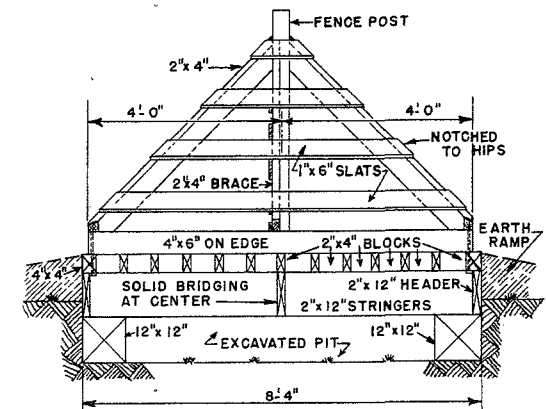 FENCE POST
2"x 4"
4'-0"
4'-0"
NOTCHED
TO HIPS
1"x 6" SLATS
2"x4" BRACE
EARTH
RAMP
4"x6" ON EDGE
2"x 4" BLOCKS
4"x 4"
SOLID BRIDGING
AT CENTER
2"x 12" HEADER
2"x 12" STRINGERS
12"x 12"
12"x 12"
EXCAVATED PIT
8'-4"